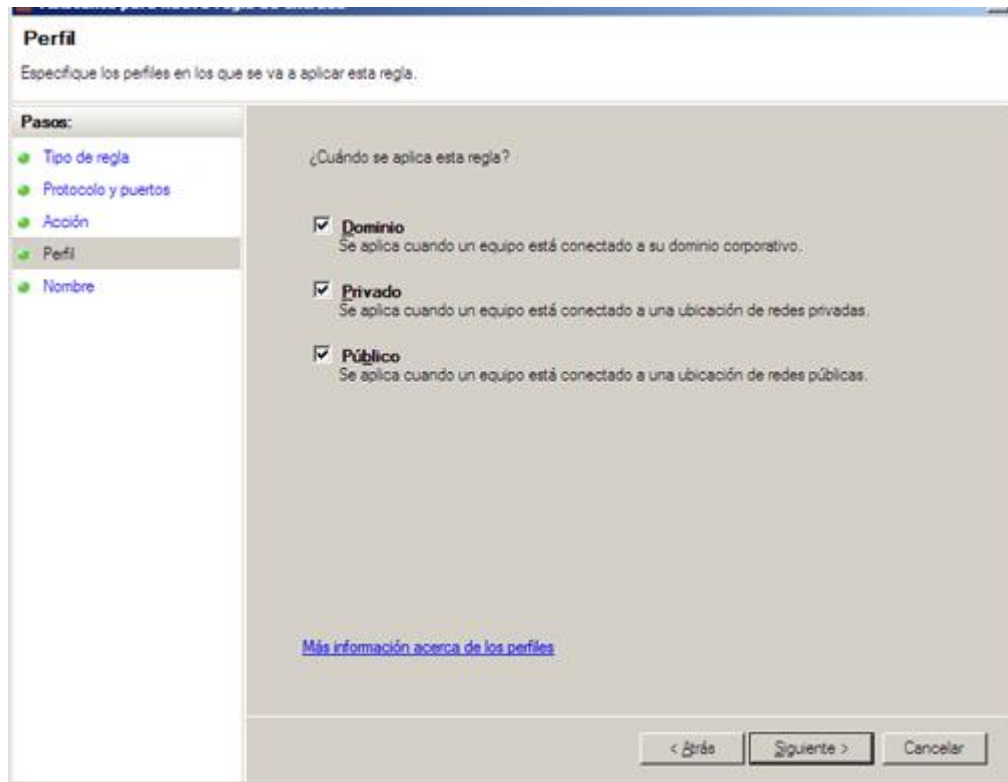 Perfil
Especifique los perfiles en los que se va a aplicar esta regla.
Pasos:
Tipo de regla
Protocolo y puertos
Acción
Perfil
Nombre
¿Cuándo se aplica esta regla?
Dominio
Se aplica cuando un equipo está conectado a su dominio corporativo.
Privado
Se aplica cuando un equipo está conectado a una ubicación de redes privadas.
Público
Se aplica cuando un equipo está conectado a una ubicación de redes públicas.
Más información acerca de los perfiles
< Atrás
Siguiente >
Cancelar